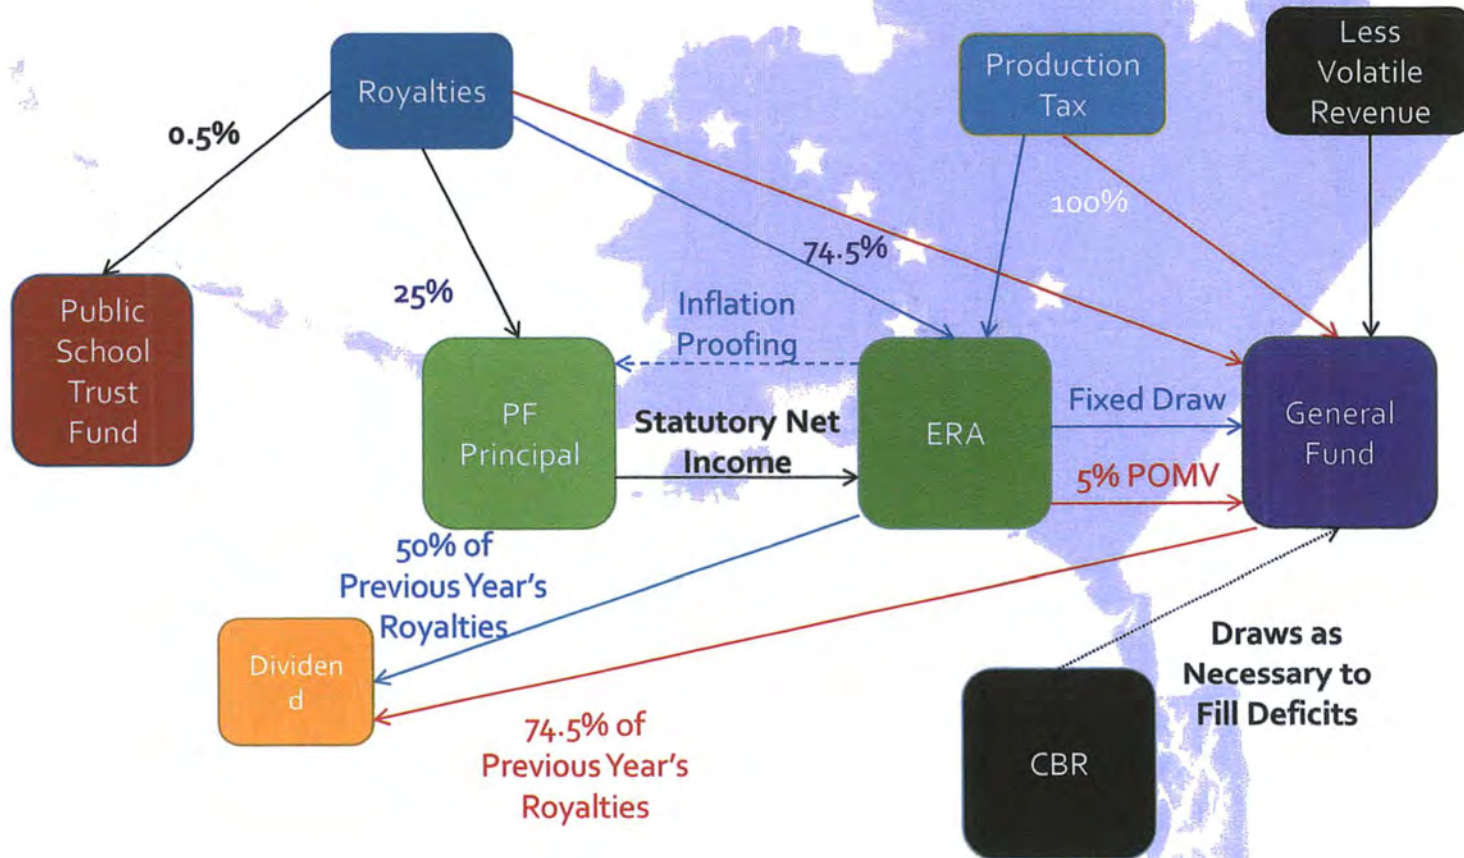 Royalties
Production
Tax
Less
Volatile
Revenue
0.5%
25%
74.5%
100%
Public
School
Trust
Fund
Inflation
Proofing
PF
Principal
Statutory Net
Income
ERA
Fixed Draw
5% POMV
General
Fund
50% of
Previous Year's
Royalties
Dividen
d
74.5% of
Previous Year's
Royalties
CBR
Draws as
Necessary to
Fill Deficits